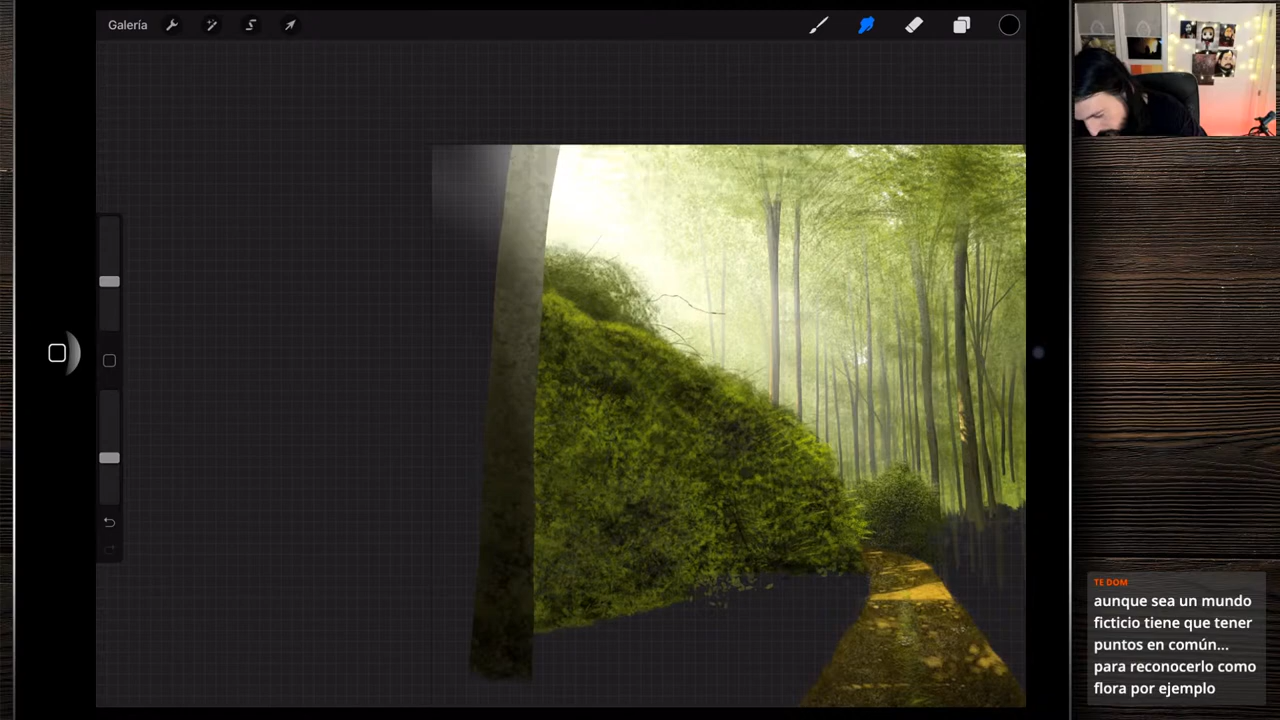 Galería
TE DOM
aunque sea un mundo
ficticio tiene que tener
puntos en común...
para reconocerlo como
flora por ejemplo